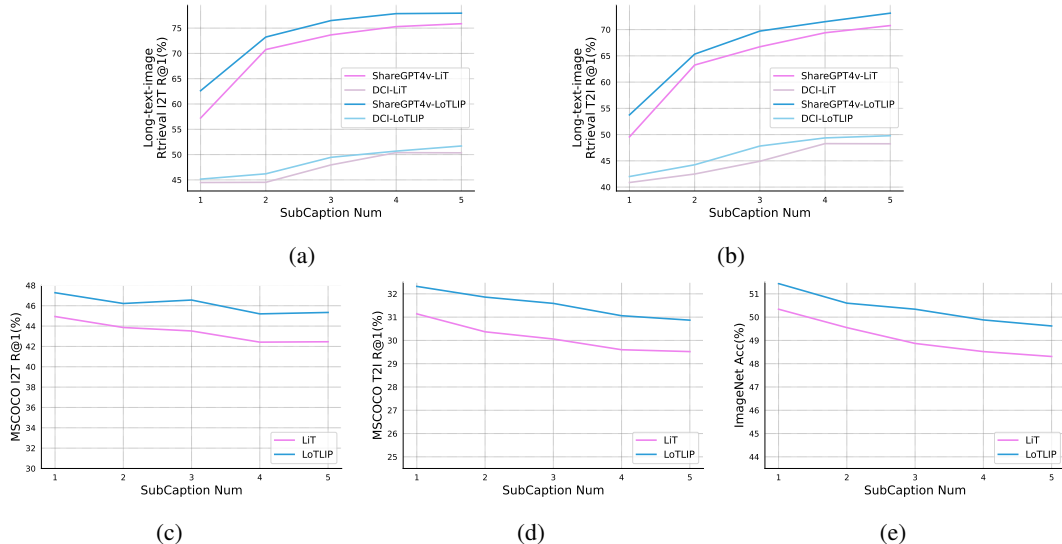 Long-text-image
Rtrieval I2T R@1(%)
75
70
65
60
55
50
45
1
2
3
4
5
SubCaption Num
ShareGPT4v-LiT
DCI-LiT
ShareGPT4v-LoTLIP
DCI-LoTLIP
(a)
Long-text-image
Rtrieval T2I R@1(%)
70
65
60
55
50
45
40
1
2
3
4
5
SubCaption Num
ShareGPT4v-LiT
DCI-LiT
ShareGPT4v-LoTLIP
DCI-LoTLIP
(b)
MSCOCO I2T R@1(%)
48
46
44
42
40
38
36
34
32
30
1
2
3
4
5
SubCaption Num
LiT
LoTLIP
(c)
MSCOCO T2I R@1(%)
32
31
30
29
28
27
26
25
1
2
3
4
5
SubCaption Num
LiT
LoTLIP
(d)
ImageNet Acc(%)
51
50
49
48
47
46
45
44
1
2
3
4
5
SubCaption Num
LiT
LoTLIP
(e)